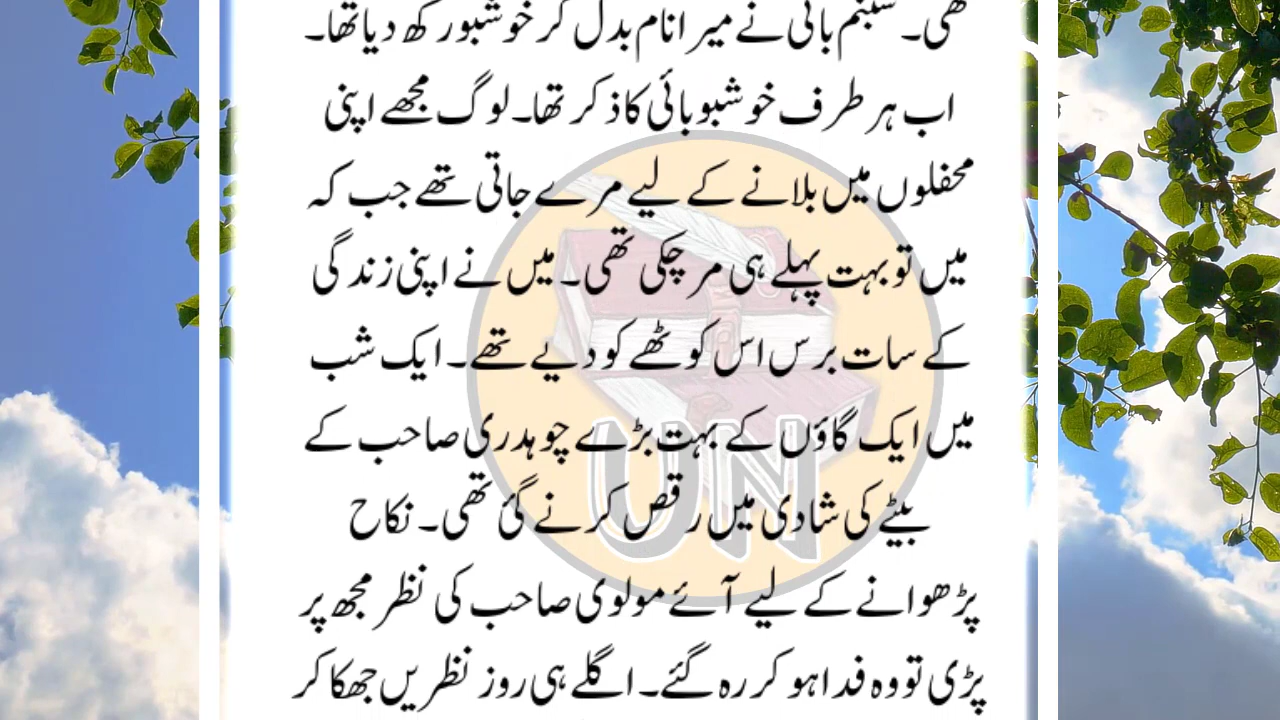 تھی۔ شبنم بائی نے میرا نام بدل کر خوشبو رکھ دیا تھا۔
اب ہر طرف خوشبو بائی کا ذکر تھا۔ لوگ مجھے اپنی
محفلوں میں بلانے کے لیے مرے جاتی تھے جب کہ
میں تو بہت پہلے ہی مر چکی تھی۔ میں نے اپنی زندگی
کے سات برس اس کوٹھے کو دیے تھے۔ ایک شب
میں ایک گاؤں کے بہت بڑے چوہدری صاحب کے
بیٹے کی شادی میں رقص کرنے گئ تھی۔ نکاح
پڑھوانے کے لیے آئے مولوی صاحب کی نظر مجھ پر
پڑی تو وہ فدا ہو کر رہ گئے۔ اگلے ہی روز نظریں جھکا کر
UN